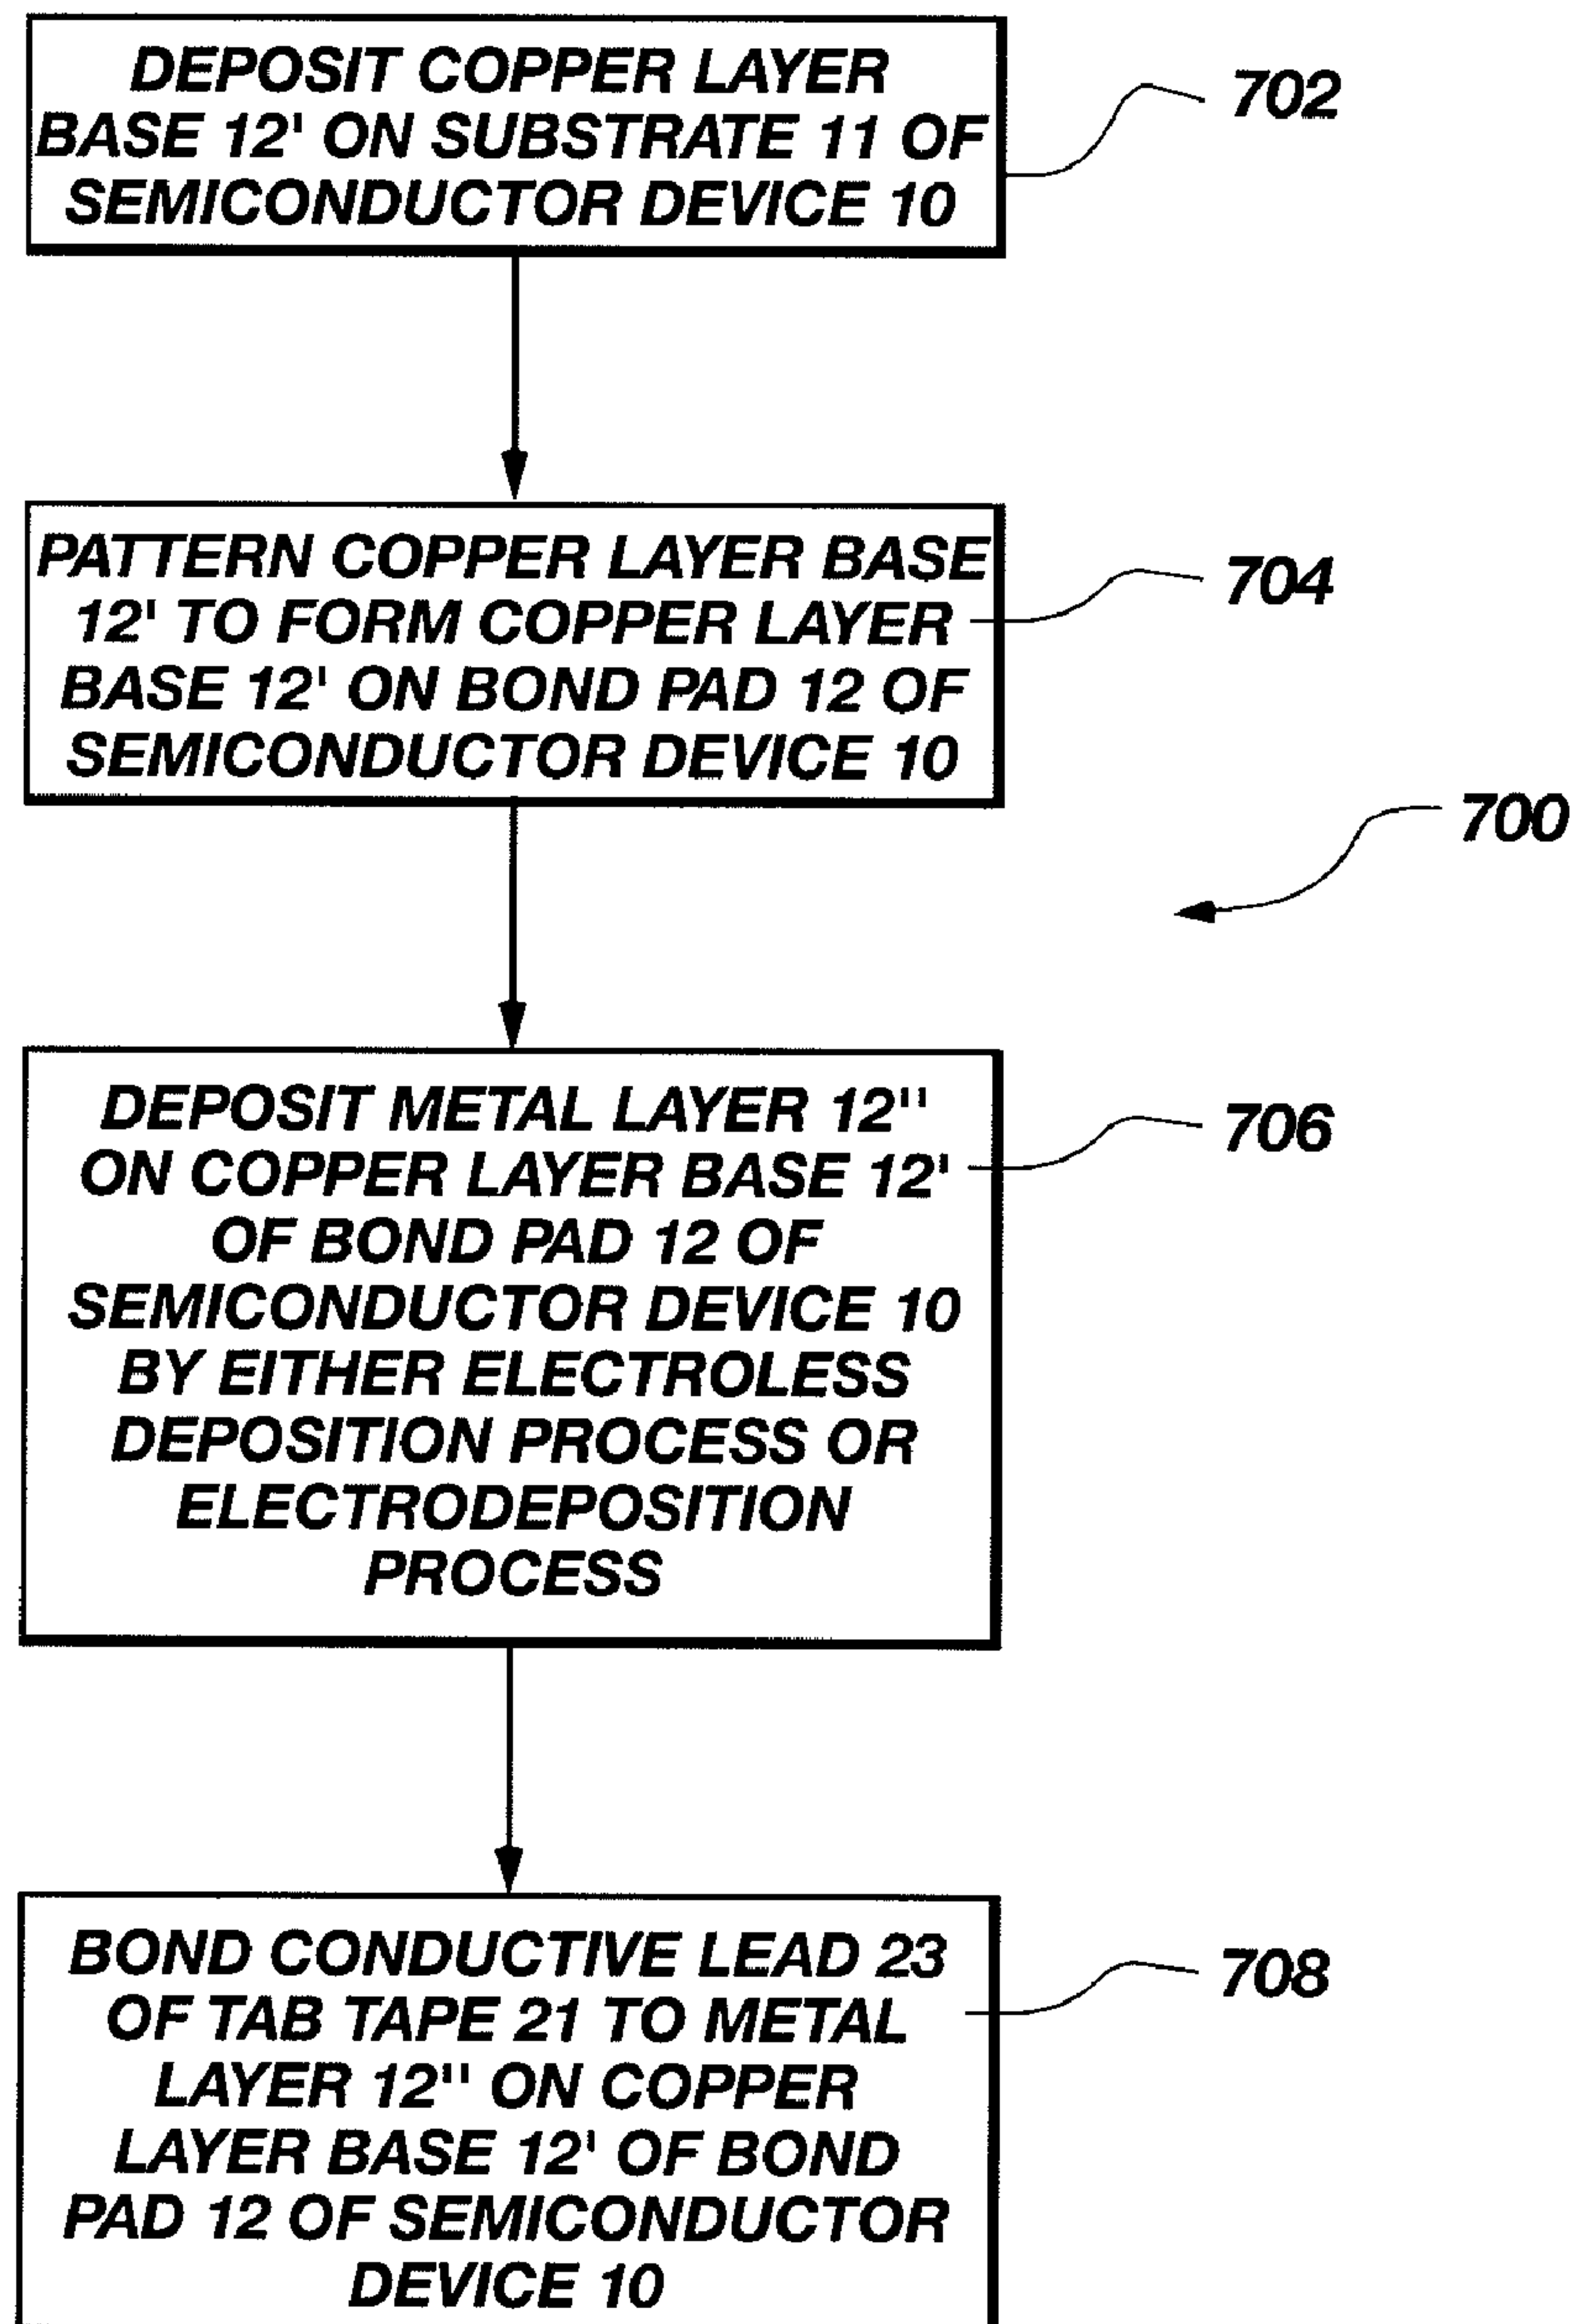 DEPOSIT COPPER LAYER
BASE 12' ON SUBSTRATE 11 OF
SEMICONDUCTOR DEVICE 10
702
PATTERN COPPER LAYER BASE
12' TO FORM COPPER LAYER
BASE 12' ON BOND PAD 12 OF
SEMICONDUCTOR DEVICE 10
704
700
DEPOSIT METAL LAYER 12"
ON COPPER LAYER BASE 12'
OF BOND PAD 12 OF
SEMICONDUCTOR DEVICE 10
BY EITHER ELECTROLESS
DEPOSITION PROCESS OR
ELECTRODEPOSITION
PROCESS
706
BOND CONDUCTIVE LEAD 23
OF TAB TAPE 21 TO METAL
LAYER 12" ON COPPER
LAYER BASE 12' OF BOND
PAD 12 OF SEMICONDUCTOR
DEVICE 10
708